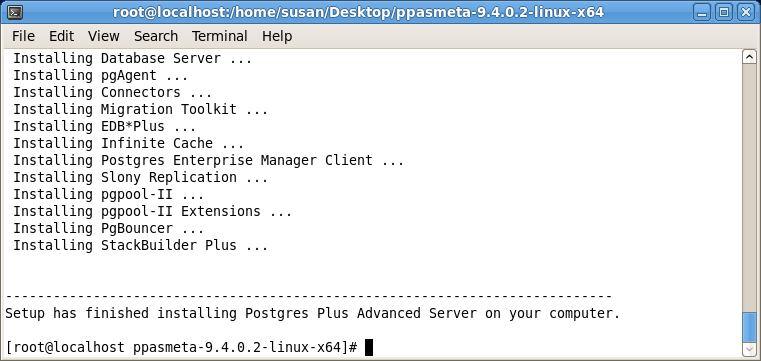 root@localhost:/home/susan/Desktop/ppasmeta-9.4.0.2-linux-x64
File Edit View Search Terminal Help
Installing Database Server ...
Installing pgAgent ...
Installing Connectors ...
Installing Migration Toolkit ...
Installing EDB*Plus ...
Installing Infinite Cache ...
Installing Postgres Enterprise Manager Client ...
Installing Slony Replication ...
Installing pgpool-II ...
Installing pgpool-II Extensions ...
Installing PgBouncer ...
Installing StackBuilder Plus ...
----------------------------------------------------------------------------
Setup has finished installing Postgres Plus Advanced Server on your computer.
[root@localhost ppasmeta-9.4.0.2-linux-x64]#